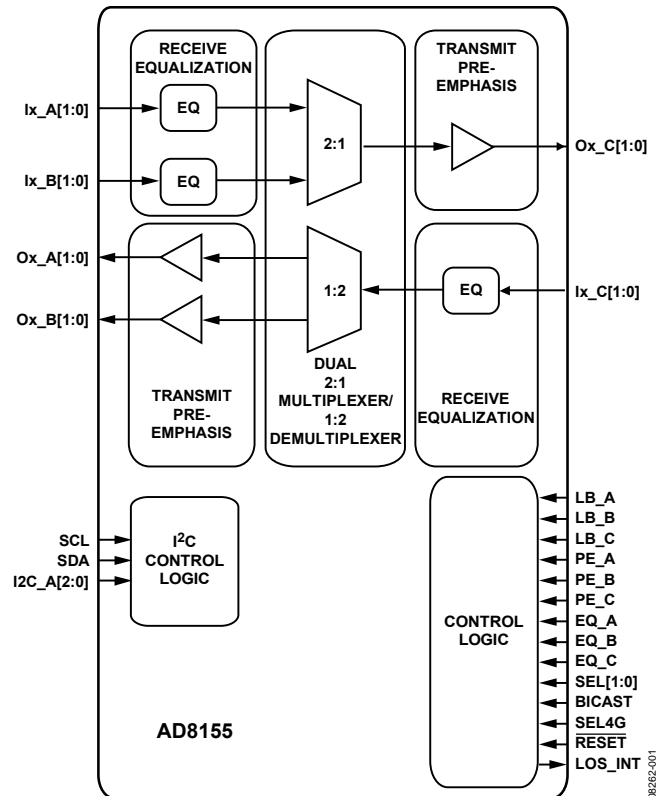 RECEIVE
EQUALIZATION
TRANSMIT
PRE-
EMPHASIS
Ix_A[1:0]
EQ
2:1
Ox_C[1:0]
Ix_B[1:0]
EQ
Ox_A[1:0]
1:2
EQ
Ix_C[1:0]
Ox_B[1:0]
TRANSMIT
PRE-
EMPHASIS
DUAL
2:1
MULTIPLEXER/
1:2
DEMULTIPLEXER
RECEIVE
EQUALIZATION
SCL
SDA
I2C_A[2:0]
I²C
CONTROL
LOGIC
CONTROL
LOGIC
LB_A
LB_B
LB_C
PE_A
PE_B
PE_C
EQ_A
EQ_B
EQ_C
SEL[1:0]
BICAST
SEL4G
RESET
LOS_INT
AD8155
08262-001